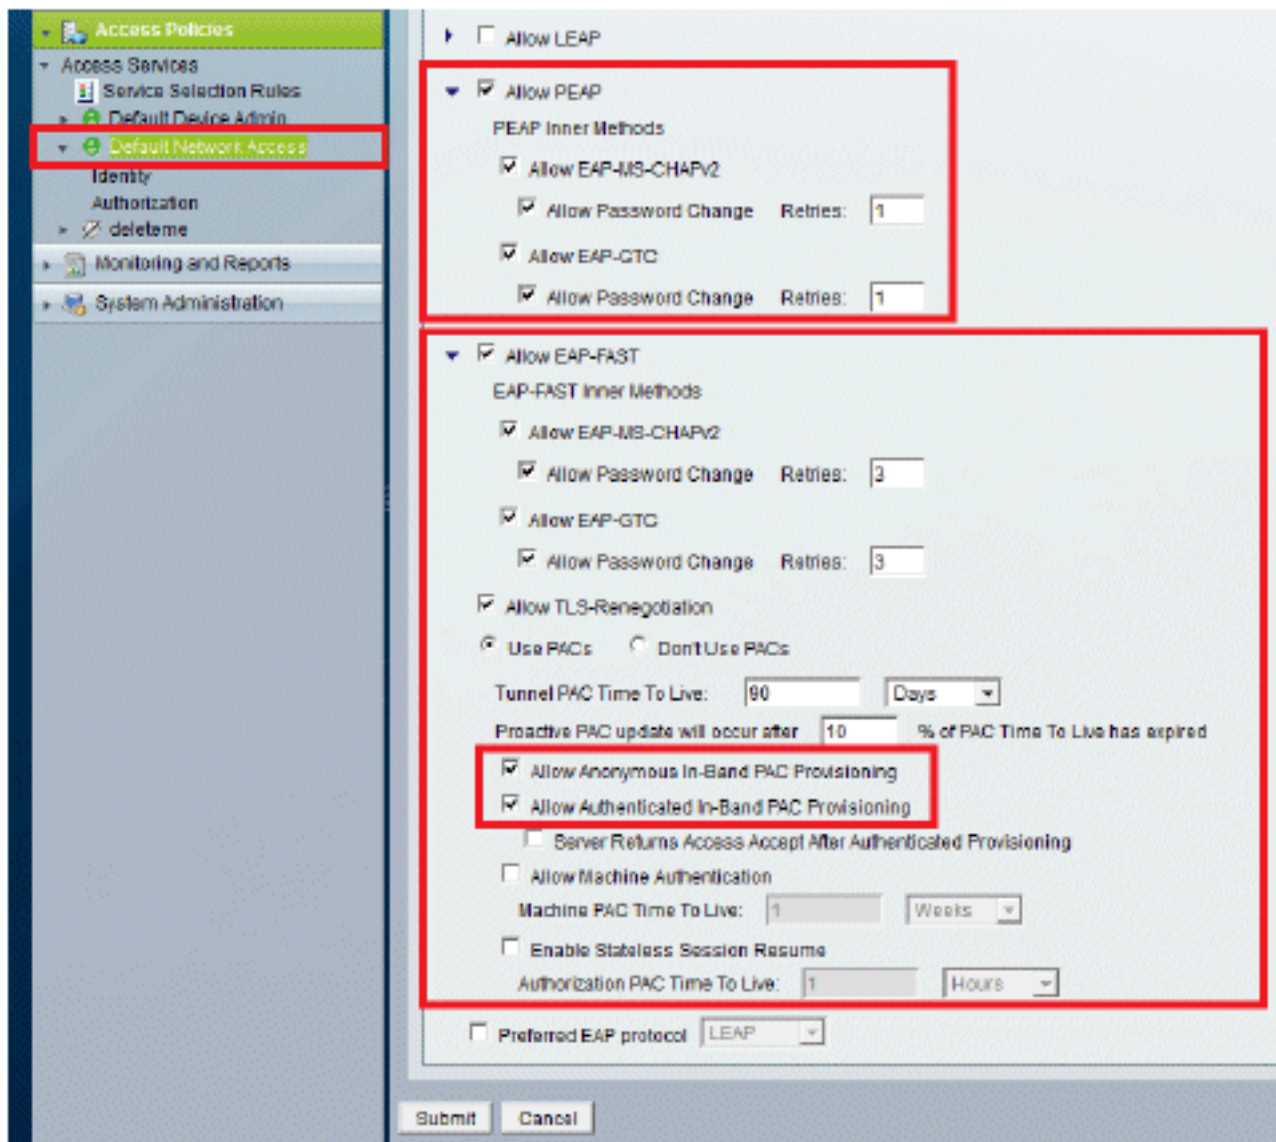 Access Policies
Access Services
Service Selection Rules
Default Device Admin
Default Network Access
Identity
Authorization
deleteme
Monitoring and Reports
System Administration
Allow LEAP
Allow PEAP
PEAP Inner Methods
Allow EAP-MS-CHAPv2
Allow Password Change Retries: 1
Allow EAP-GTC
Allow Password Change Retries: 1
Allow EAP-FAST
EAP-FAST Inner Methods
Allow EAP-MS-CHAPv2
Allow Password Change Retries: 3
Allow EAP-GTC
Allow Password Change Retries: 3
Allow TLS-Renegotiation
Use PACs Don't Use PACs
Tunnel PAC Time To Live: 90 Days
Proactive PAC update will occur after 10 % of PAC Time To Live has expired
Allow Anonymous In-Band PAC Provisioning
Allow Authenticated In-Band PAC Provisioning
Server Returns Access Accept After Authenticated Provisioning
Allow Machine Authentication
Machine PAC Time To Live: 1 Weeks
Enable Stateless Session Resume
Authorization PAC Time To Live: 1 Hours
Preferred EAP protocol LEAP
Submit Cancel